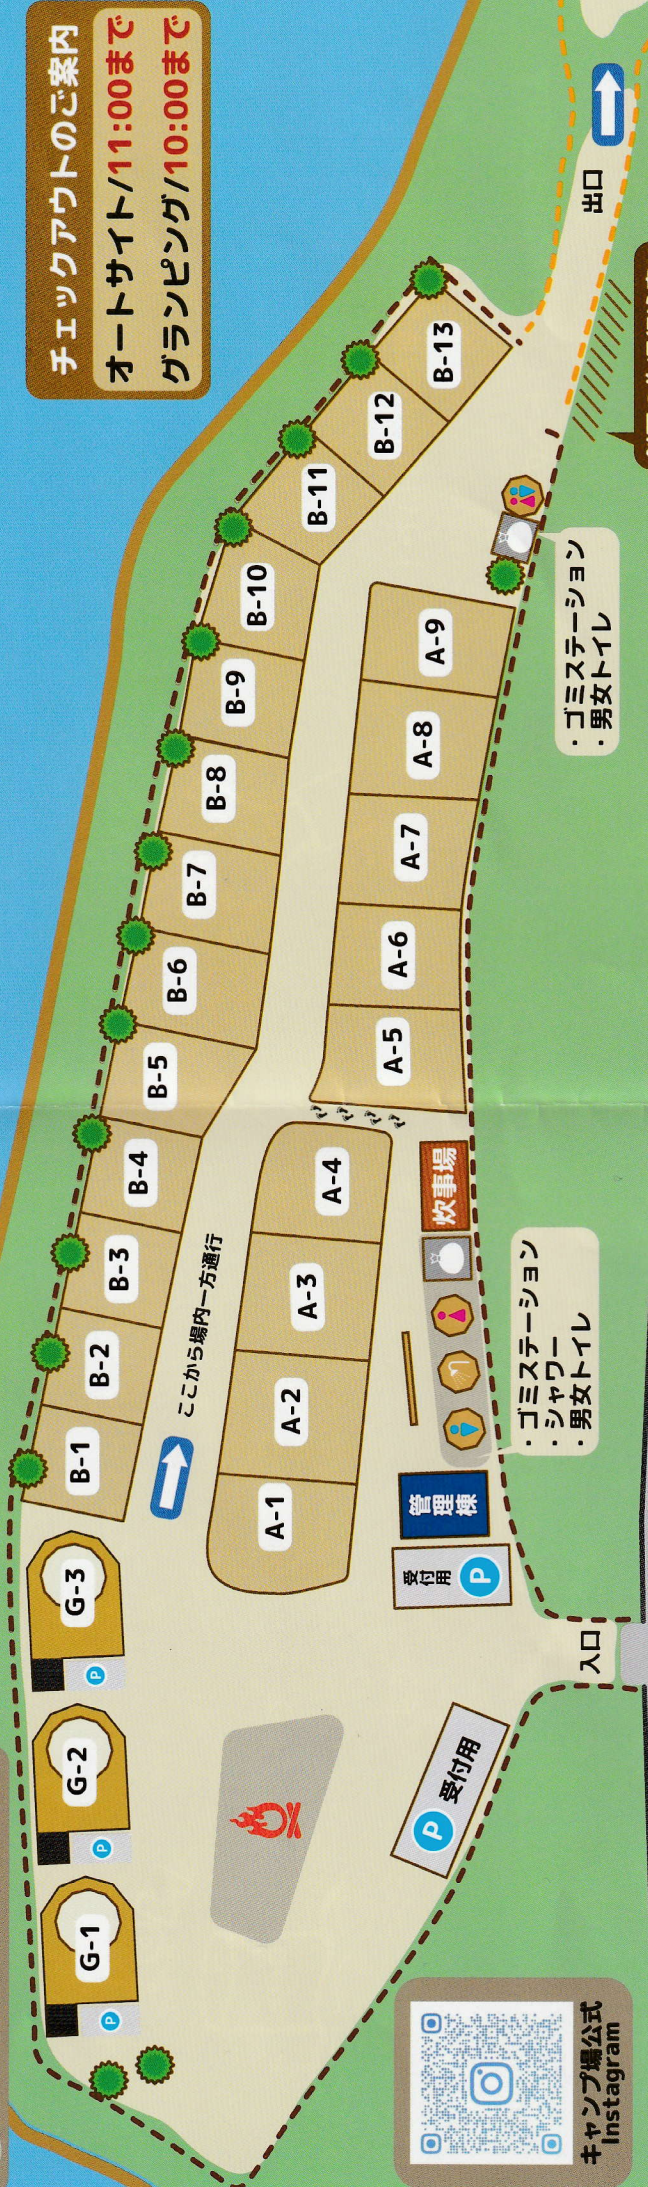 チェックアウトのご案内
オートサイト/11:00まで
グランピング/10:00まで
出口
B-13
B-12
B-11
B-10
B-9
B-8
B-7
B-6
B-5
B-4
B-3
B-2
B-1
A-9
A-8
A-7
A-6
A-5
A-4
A-3
A-2
A-1
・ゴミステーション
・男女トイレ
ここから場内一方通行
炊事場
・ゴミステーション
・シャワー
・男女トイレ
管理棟
受付用
P
入口
P 受付用
G-3
P
G-2
P
G-1
P
キャンプ場公式
Instagram